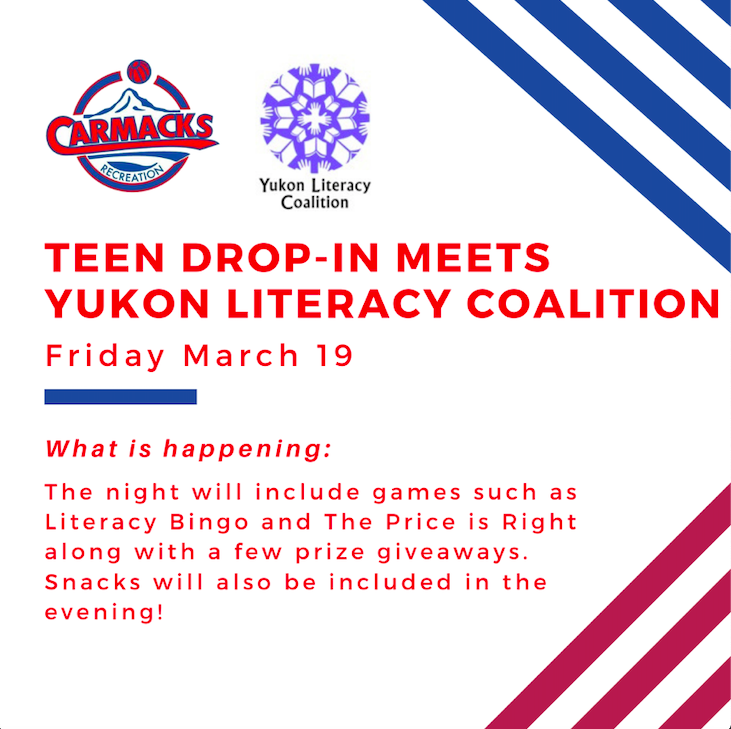 CARMACKS
RECREATION
Yukon Literacy
Coalition
TEEN DROP-IN MEETS
YUKON LITERACY COALITION
Friday March 19
What is happening:
The night will include games such as
Literacy Bingo and The Price is Right
along with a few prize giveaways.
Snacks will also be included in the
evening!